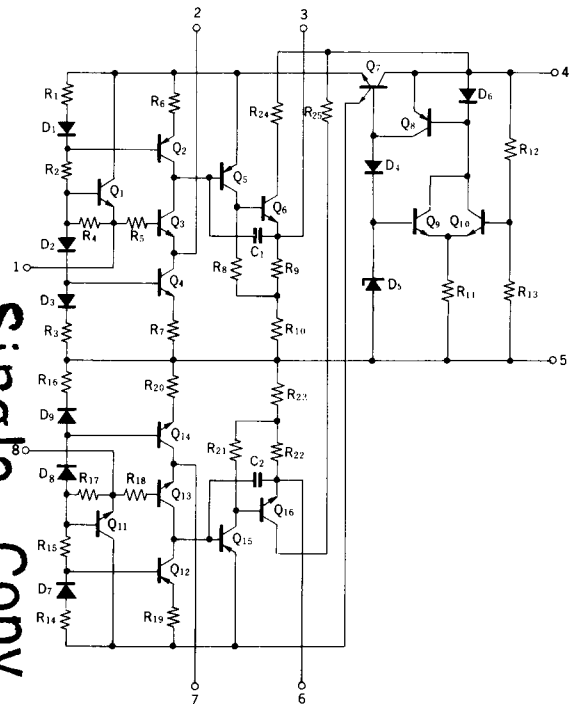 2
3
Q7
4
R1
R6
D6
R24
R25
Q8
D1
R12
Q2
R2
D4
Q1
Q5
Q6
Q3
Q9
Q10
R4
R5
C1
D2
R8
R9
1
Q4
D5
R11
R13
D3
R3
R7
R10
5
R16
R20
R23
D9
Q14
R21
R22
8
C2
D8
R17
R18
Q13
Q16
Q11
R15
Q15
Q12
D7
R14
R19
7
6
Single Conv